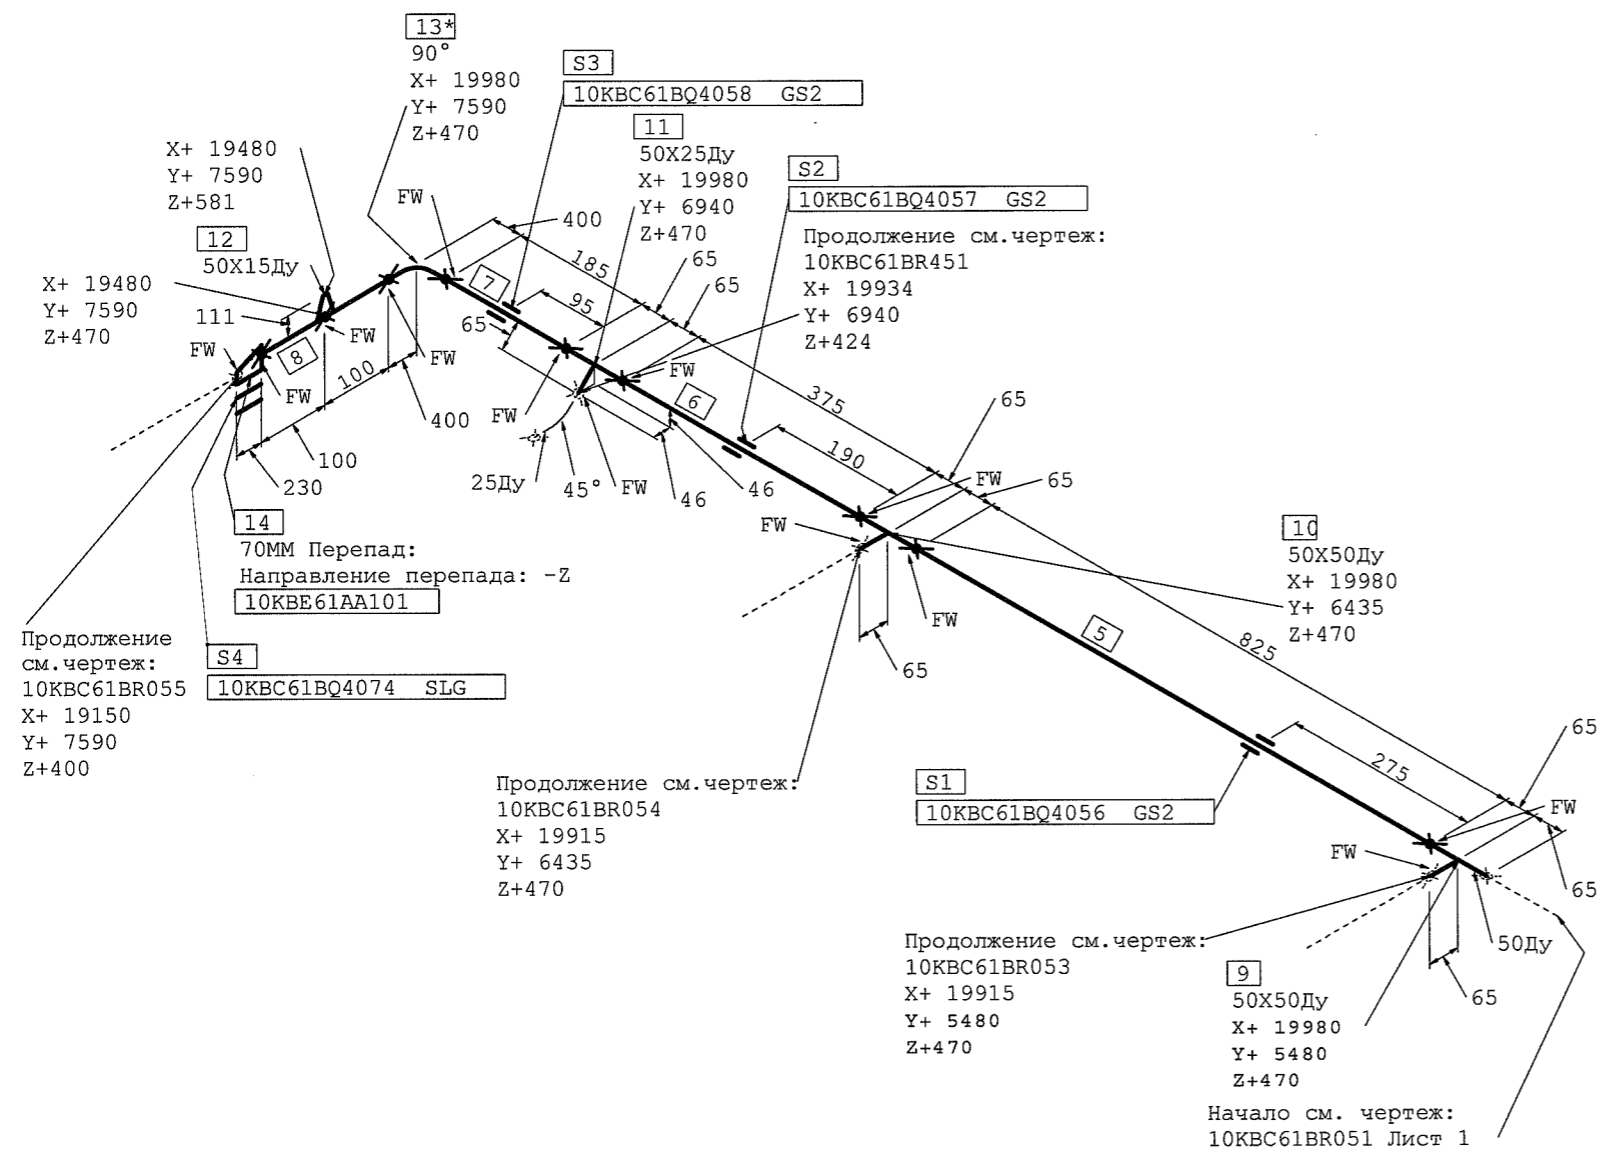 13*
90°
X+ 19980
Y+ 7590
Z+470
S3
10KBC61BQ4058 GS2
11
50X25Ду
X+ 19980
Y+ 6940
Z+470
S2
10KBC61BQ4057 GS2
Продолжение см.чертеж:
10KBC61BR451
X+ 19934
Y+ 6940
Z+424
X+ 19480
Y+ 7590
Z+581
12
50X15Ду
X+ 19480
Y+ 7590
Z+470
111
FW
FW
400
185
65
65
7
95
65
FW
FW
FW
8
FW
100
400
100
230
FW
6
FW
375
65
190
FW
65
25Ду
45°
FW
46
46
FW
14
70ММ Перепад:
Направление перепада: -Z
10KBE61AA101
10
50X50Ду
X+ 19980
Y+ 6435
Z+470
FW
5
825
65
Продолжение
см.чертеж:
10KBC61BR055
X+ 19150
Y+ 7590
Z+400
S4
10KBC61BQ4074 SLG
65
275
FW
65
S1
10KBC61BQ4056 GS2
Продолжение см.чертеж:
10KBC61BR054
X+ 19915
Y+ 6435
Z+470
FW
50Ду
65
Продолжение см.чертеж:
10KBC61BR053
X+ 19915
Y+ 5480
Z+470
9
50X50Ду
X+ 19980
Y+ 5480
Z+470
Начало см. чертеж:
10KBC61BR051 Лист 1